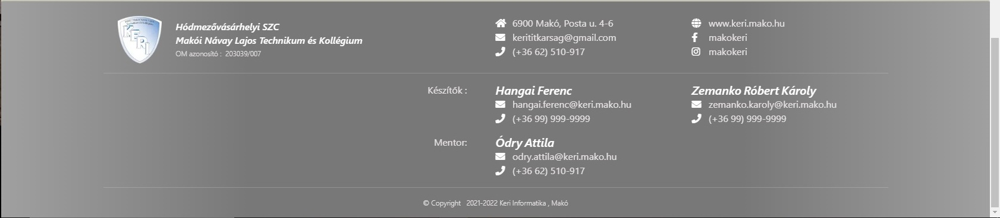 KERI
Hódmezővásárhelyi SZC
Makói Návay Lajos Technikum és Kollégium
OM azonosító : 203039/007
6900 Makó, Posta u. 4-6
kerititkarsag@gmail.com
(+36 62) 510-917
www.keri.mako.hu
makokeri
makokeri
Készítők :
Hangai Ferenc
hangai.ferenc@keri.mako.hu
(+36 99) 999-9999
Zemanko Róbert Károly
zemanko.karoly@keri.mako.hu
(+36 99) 999-9999
Mentor:
Ódry Attila
odry.attila@keri.mako.hu
(+36 62) 510-917
© Copyright 2021-2022 Keri Informatika , Makó